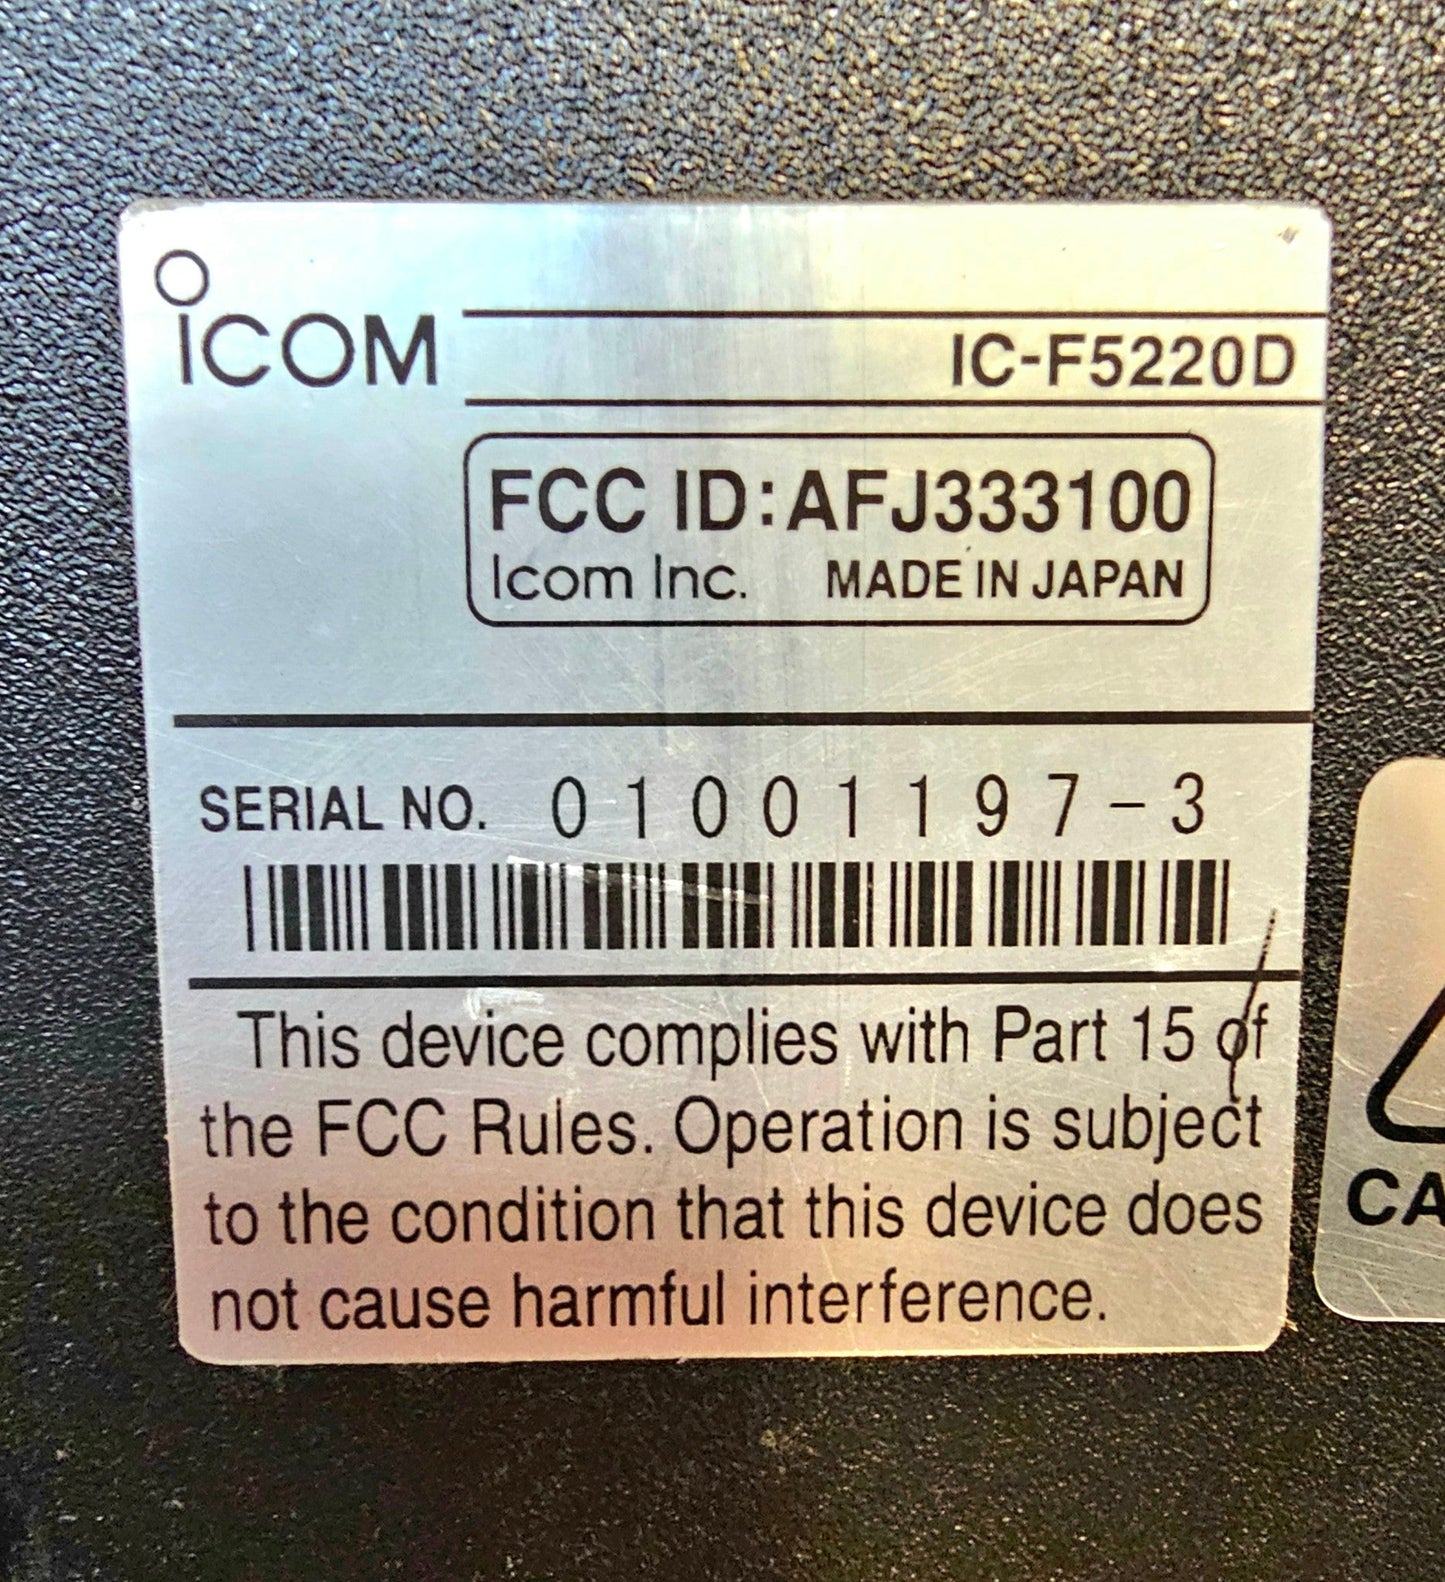 ICOM
IC-F5220D
FCC ID:AFJ333100
Icom Inc. MADE IN JAPAN
SERIAL NO. 01001197-3
This device complies with Part 15 of
the FCC Rules. Operation is subject
to the condition that this device does
not cause harmful interference.
CA